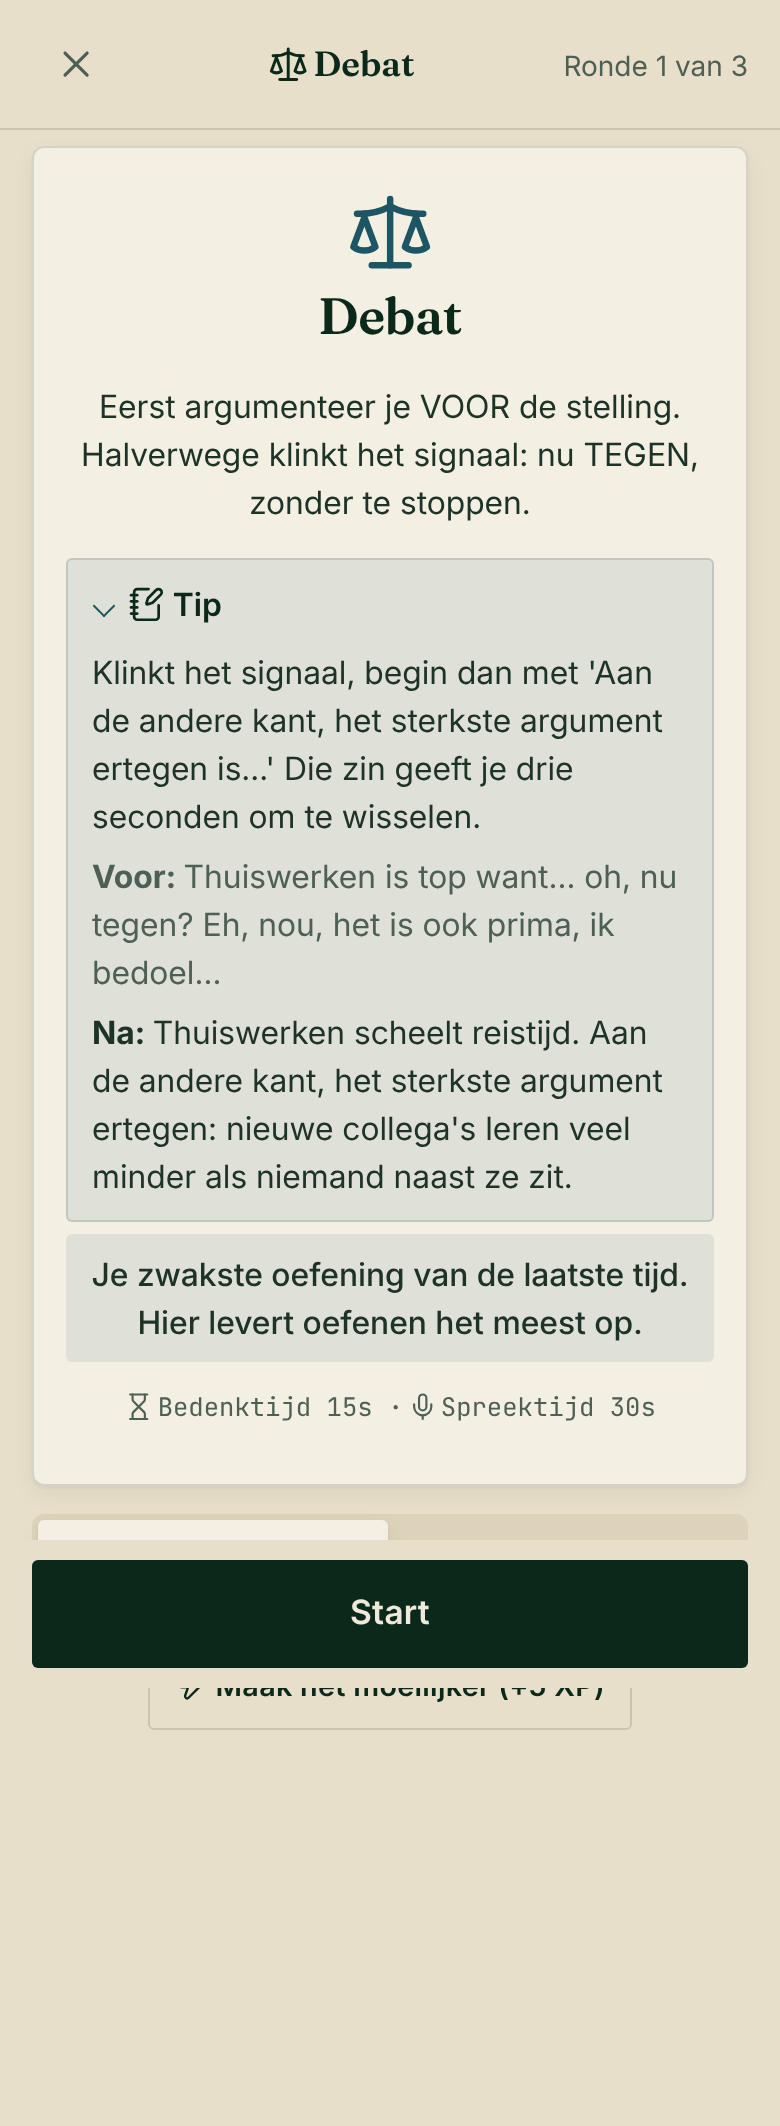 Debat
Ronde 1 van 3
Debat
Eerst argumenteer je VOOR de stelling.
Halverwege klinkt het signaal: nu TEGEN,
zonder te stoppen.
Tip
Klinkt het signaal, begin dan met 'Aan
de andere kant, het sterkste argument
ertegen is...' Die zin geeft je drie
seconden om te wisselen.
Voor: Thuiswerken is top want... oh, nu
tegen? Eh, nou, het is ook prima, ik
bedoel...
Na: Thuiswerken scheelt reistijd. Aan
de andere kant, het sterkste argument
ertegen: nieuwe collega's leren veel
minder als niemand naast ze zit.
Je zwakste oefening van de laatste tijd.
Hier levert oefenen het meest op.
Bedenktijd 15s · Spreektijd 30s
Start
Maak het moeilijker (+5 XP)